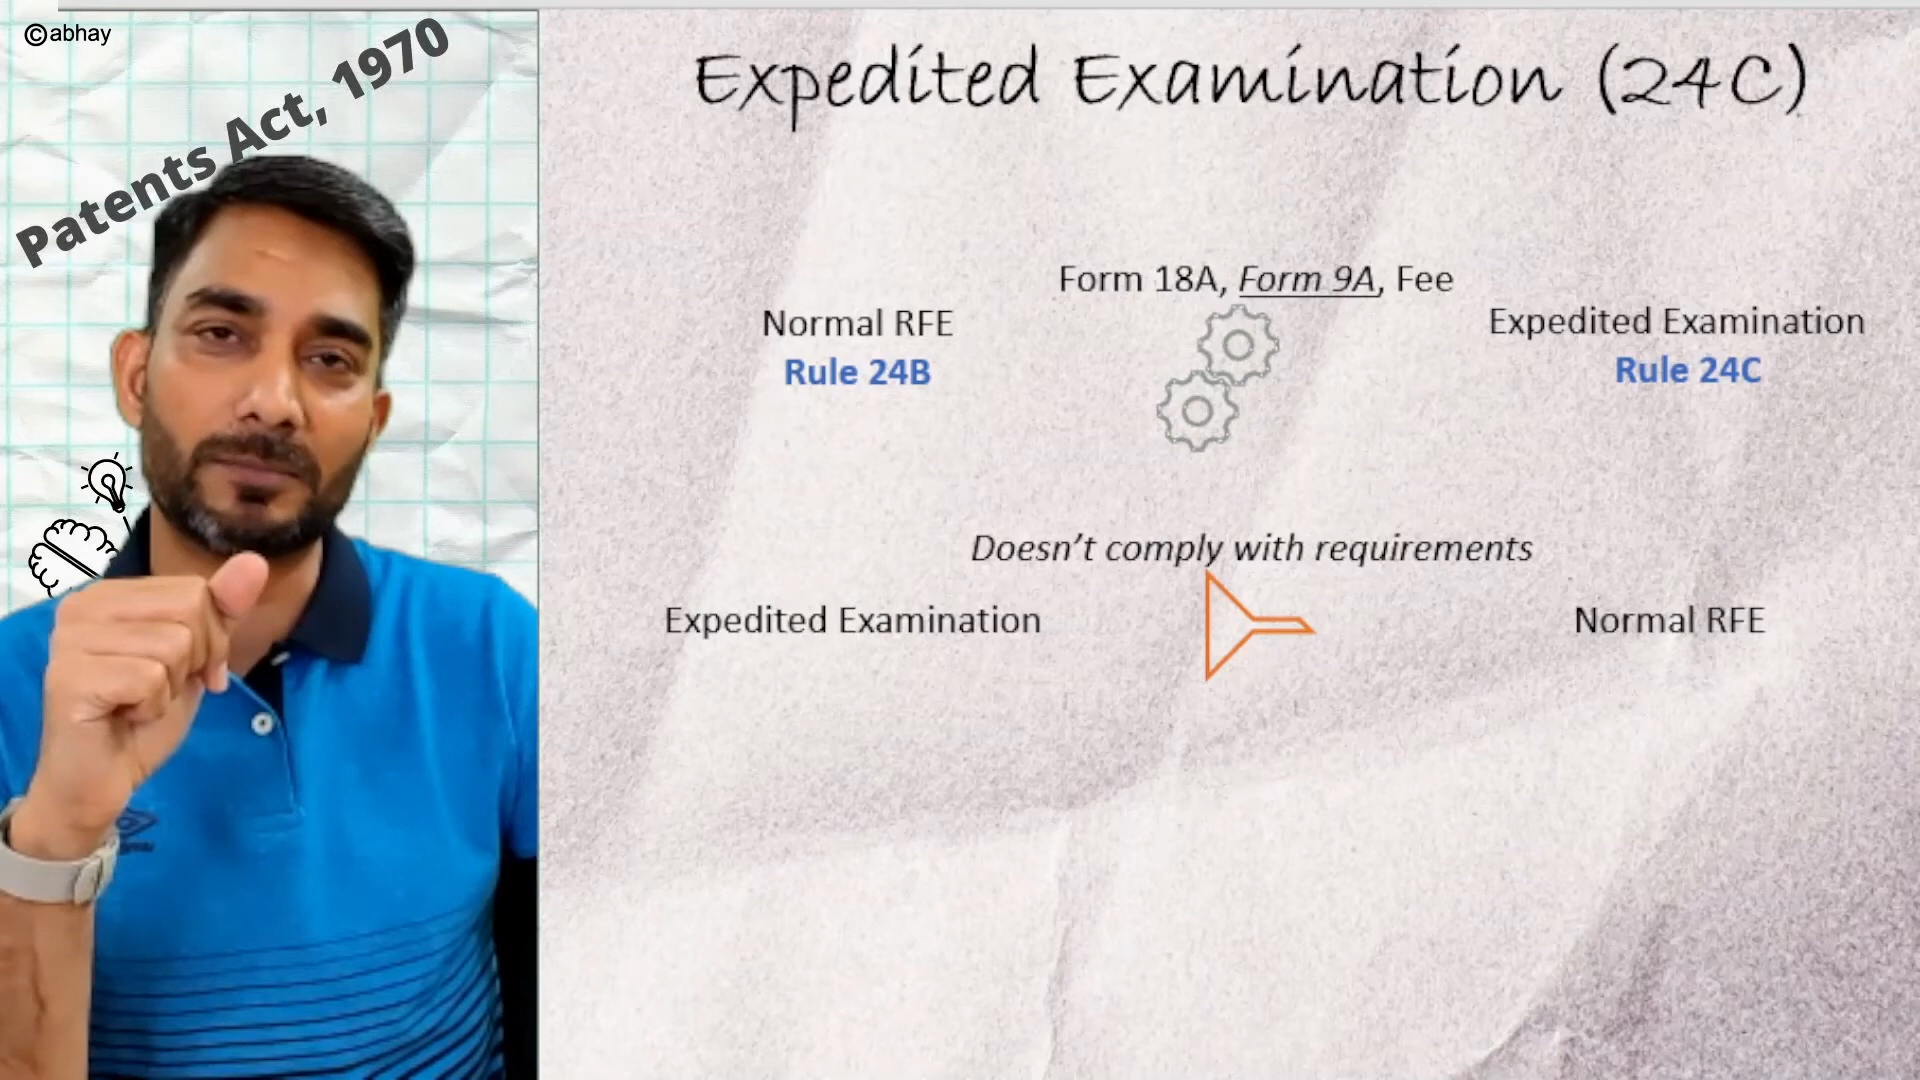 ©abhay
Patents Act, 1970
Expedited Examination (24C)
Form 18A, Form 9A, Fee
Normal RFE
Rule 24B
Expedited Examination
Rule 24C
Doesn't comply with requirements
Expedited Examination
Normal RFE